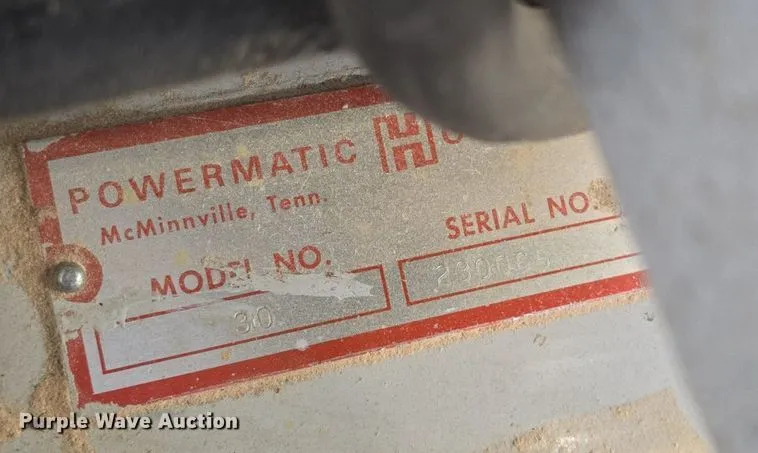 POWERMATIC
McMinnville, Tenn.
MODEL NO.
SERIAL NO.
30
Purple Wave Auction